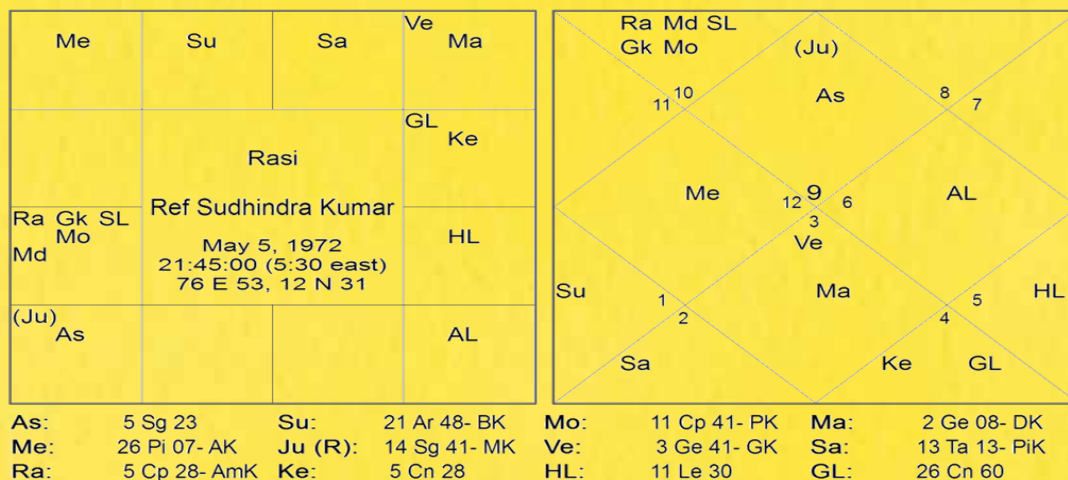 Me Su Sa Ve Ma
GL Ke
Rasi
Ref Sudhindra Kumar
May 5, 1972
21:45:00 (5:30 east)
76 E 53, 12 N 31
Ra Gk SL
Mo
Md
HL
(Ju)
As
AL
Ra Md SL
Gk Mo
(Ju)
As
11 10
8 7
Me
12 9 6
3
AL
Ve
Su
1
2
Ma
5
4
HL
Sa
Ke GL
As: 5 Sg 23 Su: 21 Ar 48- BK Mo: 11 Cp 41- PK Ma: 2 Ge 08- DK
Me: 26 Pi 07- AK Ju (R): 14 Sg 41- MK Ve: 3 Ge 41- GK Sa: 13 Ta 13- PiK
Ra: 5 Cp 28- AmK Ke: 5 Cn 28 HL: 11 Le 30 GL: 26 Cn 60